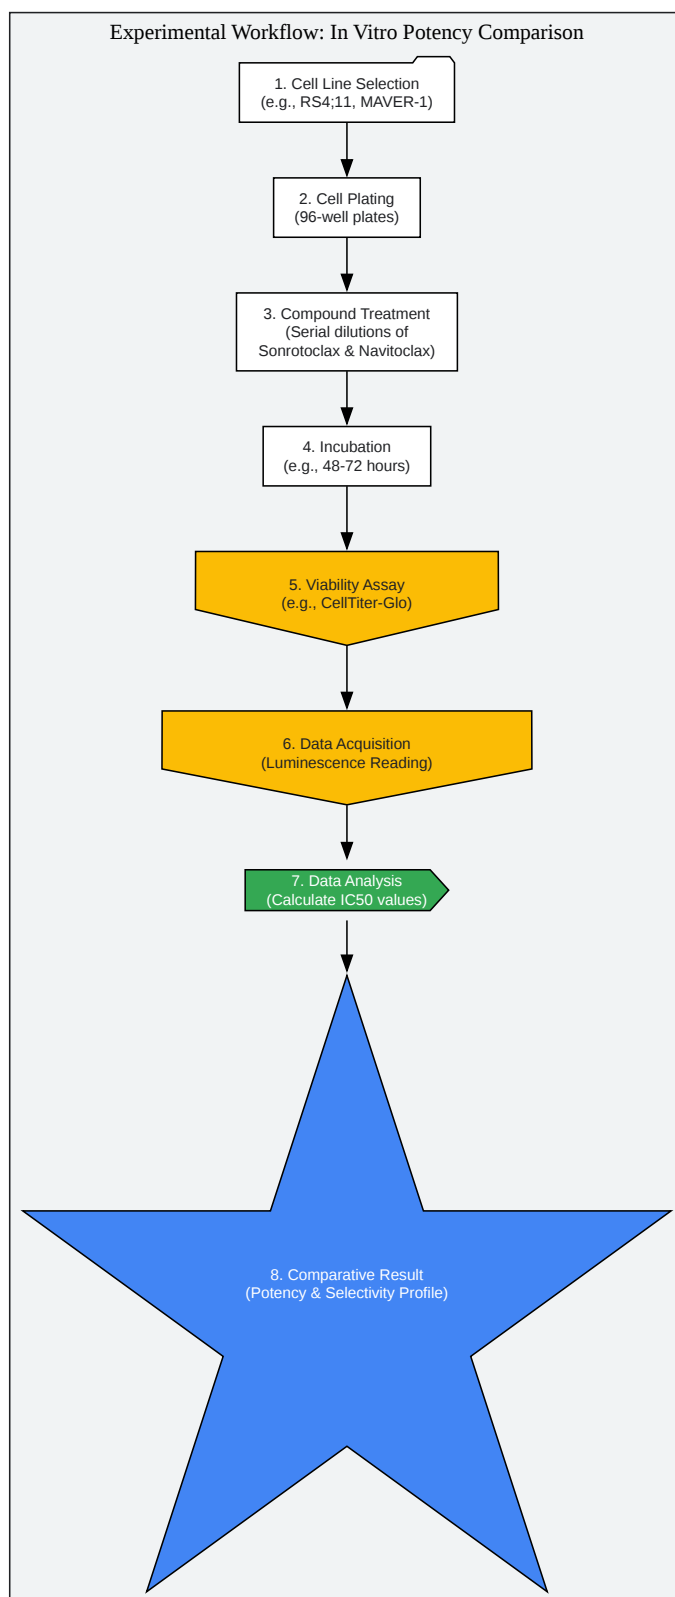 Experimental Workflow: In Vitro Potency Comparison
1. Cell Line Selection
(e.g., RS4;11, MAVER-1)
2. Cell Plating
(96-well plates)
3. Compound Treatment
(Serial dilutions of
Sonrotoclax & Navitoclax)
4. Incubation
(e.g., 48-72 hours)
5. Viability Assay
(e.g., CellTiter-Glo)
6. Data Acquisition
(Luminescence Reading)
7. Data Analysis
(Calculate IC50 values)
8. Comparative Result
(Potency & Selectivity Profile)